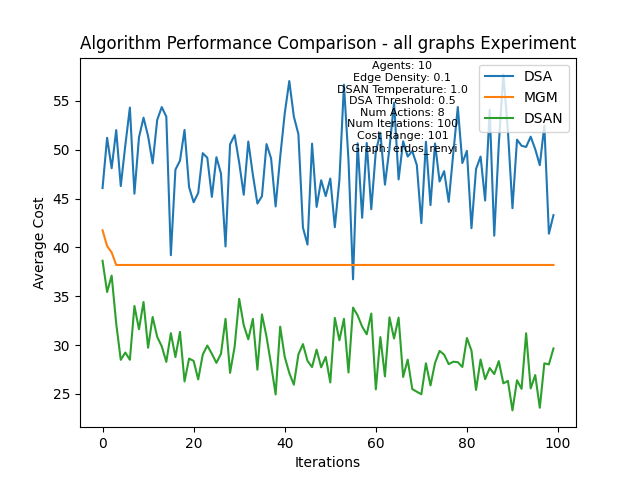 Algorithm Performance Comparison - all graphs Experiment
Agents: 10
Edge Density: 0.1
DSAN Temperature: 1.0
DSA Threshold: 0.5
Num Actions: 8
Num Iterations: 100
Cost Range: 101
Graph: erdos_renyi
DSA
MGM
DSAN
Average Cost
55
50
45
40
35
30
25
0 20 40 60 80 100
Iterations